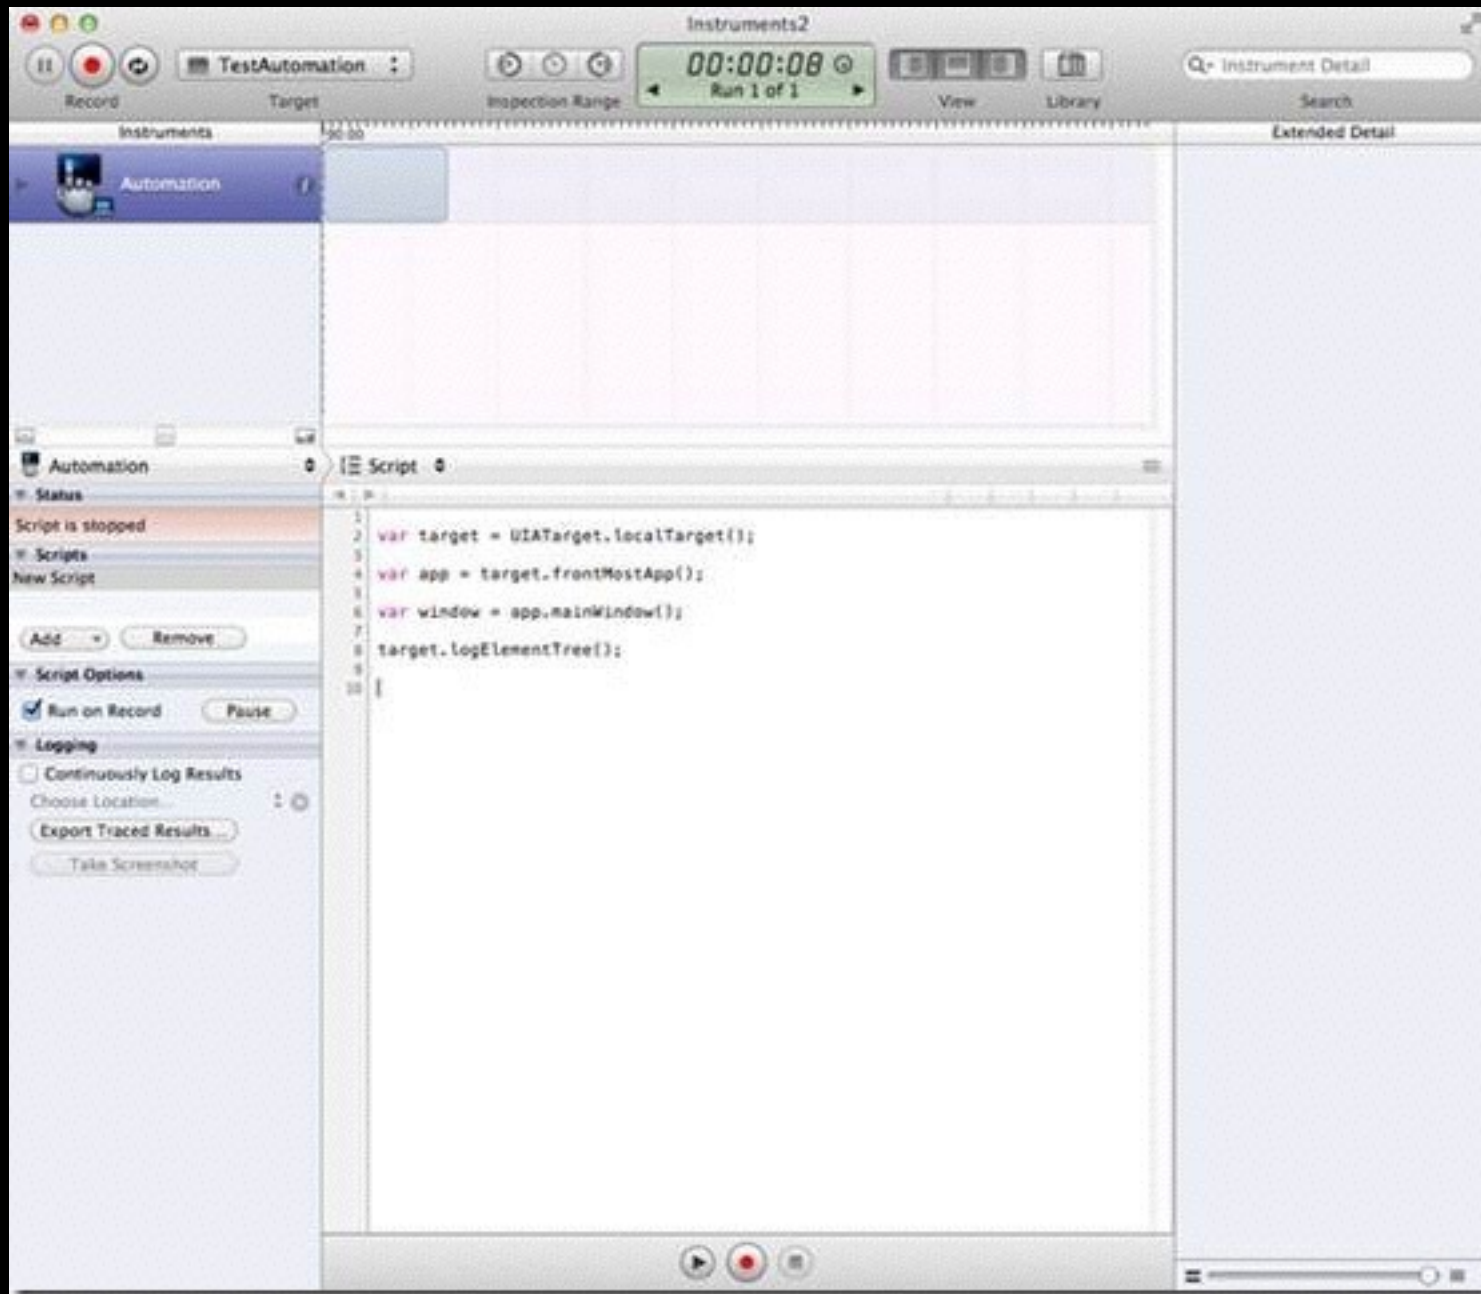 Instruments2
TestAutomation
00:00:08
Run 1 of 1
Instrument Detail
Record
Target
Inspection Range
View
Library
Search
Instruments
00:00
Extended Detail
Automation
Automation
Script
Status
Script is stopped
Scripts
New Script
Add
Remove
Script Options
Run on Record
Pause
Logging
Continuously Log Results
Choose Location...
Export Traced Results...
Take Screenshot
1
2 var target = UIATarget.localTarget();
3
4 var app = target.frontMostApp();
5
6 var window = app.mainWindow();
7
8 target.logElementTree();
9
10